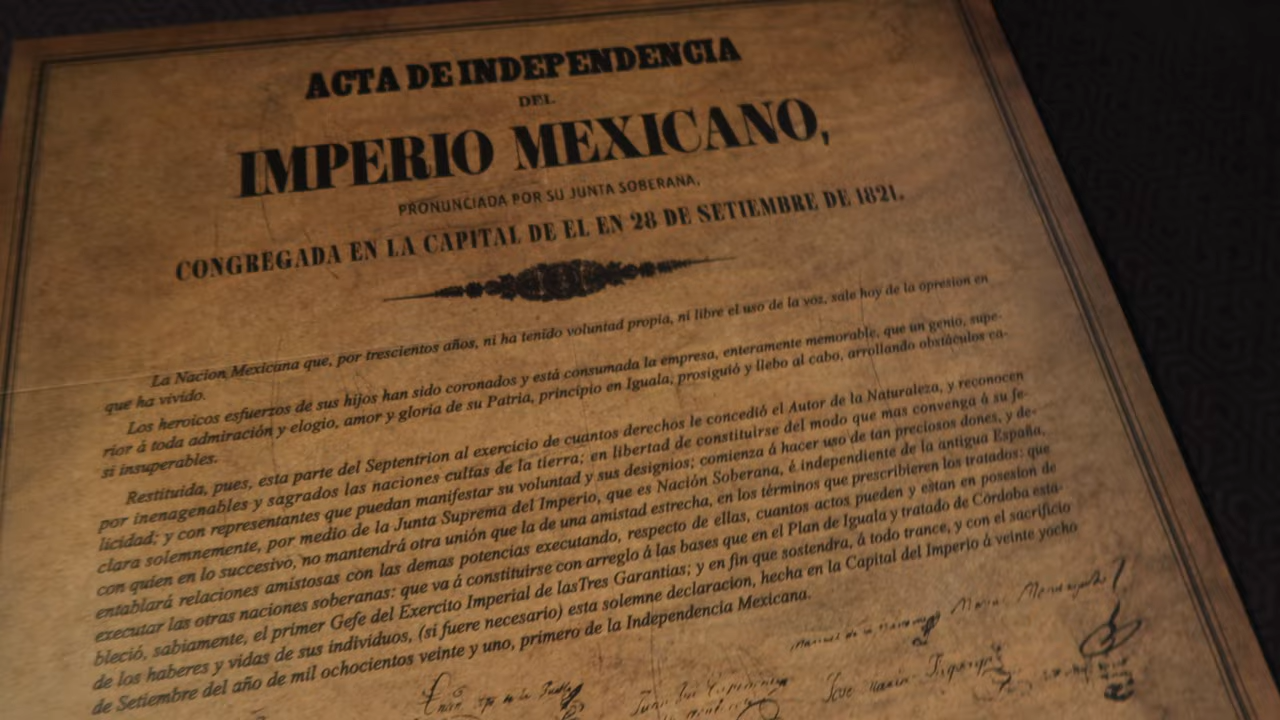 ACTA DE INDEPENDENCIA
DEL
IMPERIO MEXICANO,
PRONUNCIADA POR SU JUNTA SOBERANA,
CONGREGADA EN LA CAPITAL DE EL EN 28 DE SETIEMBRE DE 1821.
La Nacion Mexicana que, por trescientos años, ni ha tenido voluntad propia, ni libre el uso de la voz, sale hoy de la opresion en
que ha vivido.
Los heroicos esfuerzos de sus hijos han sido coronados y está consumada la empresa, enteramente memorable, que un genio, supe-
rior á toda admiración y elogio, amor y gloria de su Patria, principio en Iguala, prosiguió y llebo al cabo, arrollando obstáculos ca-
si insuperables.
Restituida, pues, esta parte del Septentrion al exercicio de cuantos derechos le concedió el Autor de la Naturaleza, y reconocen
por inenagenables y sagrados las naciones cultas de la tierra; en libertad de constituirse del modo que mas convenga á su fe-
licidad; y con representantes que puedan manifestar su voluntad y sus designios; comienza á hacer uso de tan preciosos dones, y de-
clara solemnemente, por medio de la Junta Suprema del Imperio, que es Nación Soberana, é independiente de la antigua España,
con quien en lo succesivo, no mantendrá otra unión que la de una amistad estrecha, en los términos que prescribieren los tratados: que
entablará relaciones amistosas con las demas potencias executando, respecto de ellas, cuantos actos pueden y estan en posesion de
executar las otras naciones soberanas: que va á constituirse con arreglo á las bases que en el Plan de Iguala y tratado de Córdoba esta-
bleció, sabiamente, el primer Gefe del Exercito Imperial de lasTres Garantias; y en fin que sostendra, á todo trance, y con el sacrificio
de los haberes y vidas de sus individuos, (si fuere necesario) esta solemne declaracion, hecha en la Capital del Imperio á veinte yocho
de Setiembre del año de mil ochocientos veinte y uno, primero de la Independencia Mexicana.